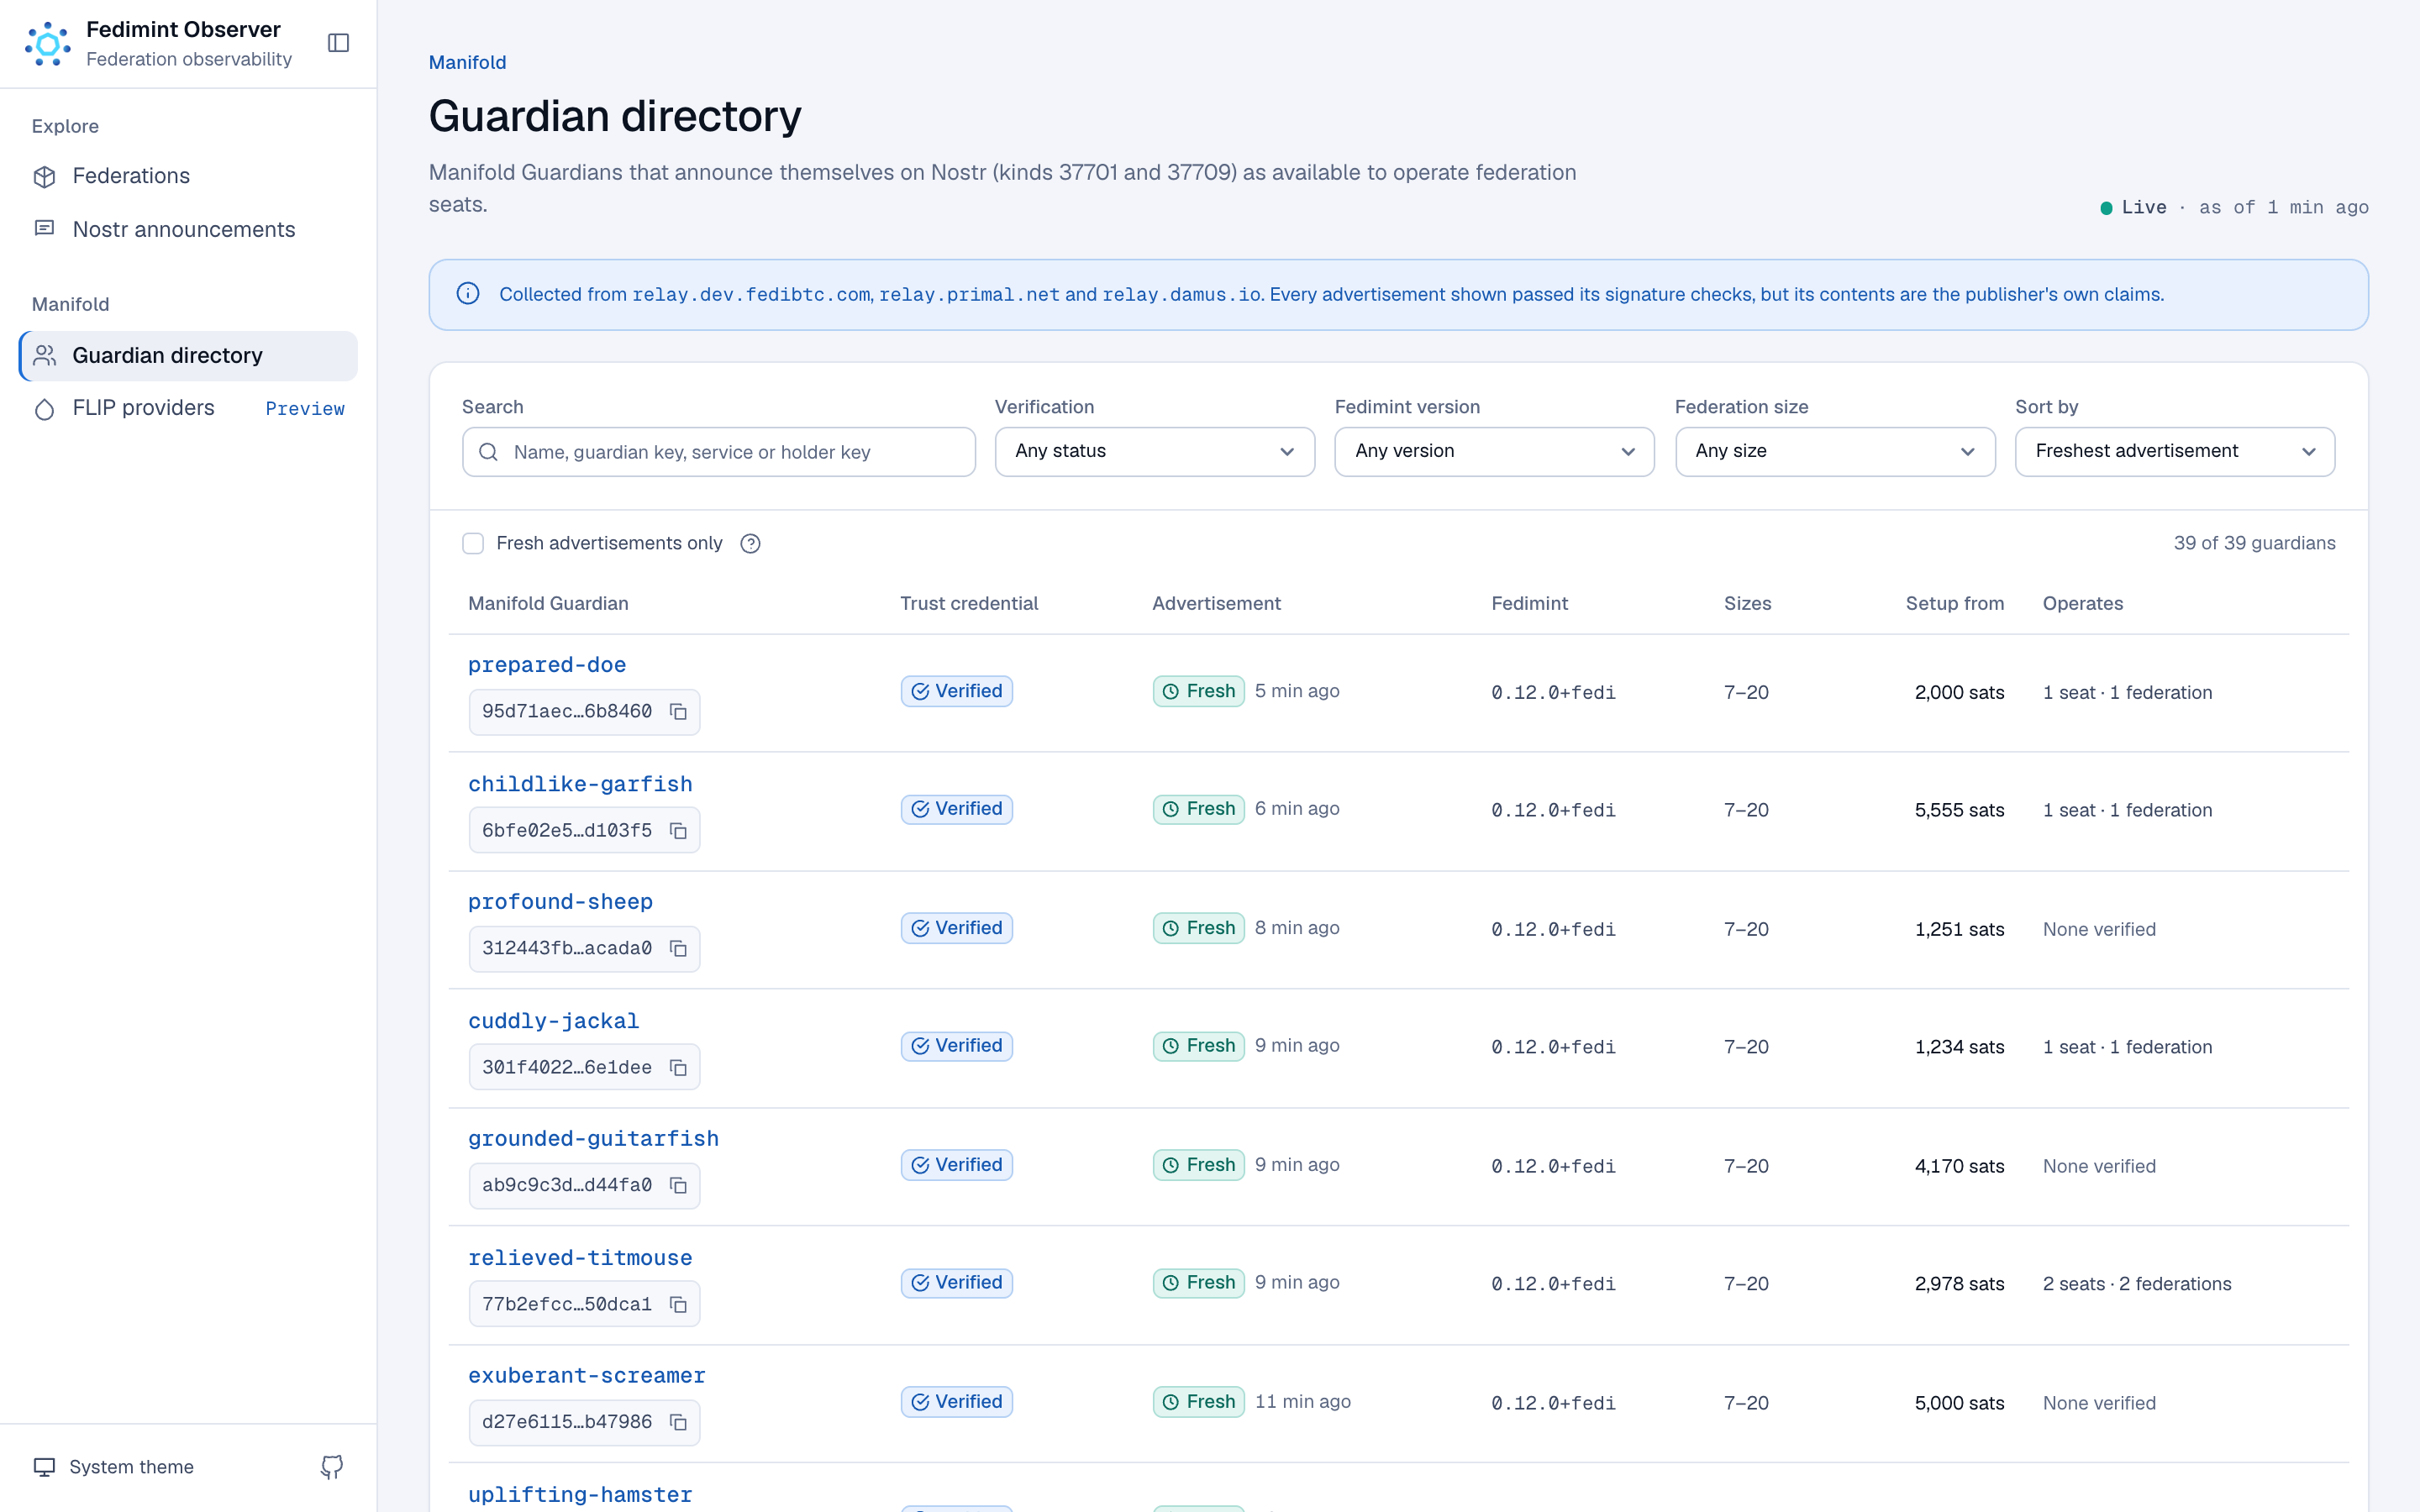 Fedimint Observer
Federation observability
Explore
Federations
Nostr announcements
Manifold
Guardian directory
FLIP providers Preview
System theme
Manifold
Guardian directory
Manifold Guardians that announce themselves on Nostr (kinds 37701 and 37709) as available to operate federation
seats.
Live · as of 1 min ago
Collected from relay.dev.fedibtc.com, relay.primal.net and relay.damus.io. Every advertisement shown passed its signature checks, but its contents are the publisher's own claims.
Search Verification Fedimint version Federation size Sort by
Name, guardian key, service or holder key Any status Any version Any size Freshest advertisement
Fresh advertisements only 39 of 39 guardians
Manifold Guardian Trust credential Advertisement Fedimint Sizes Setup from Operates
prepared-doe
95d71aec…6b8460 Verified Fresh 5 min ago 0.12.0+fedi 7–20 2,000 sats 1 seat · 1 federation
childlike-garfish
6bfe02e5…d103f5 Verified Fresh 6 min ago 0.12.0+fedi 7–20 5,555 sats 1 seat · 1 federation
profound-sheep
312443fb…acada0 Verified Fresh 8 min ago 0.12.0+fedi 7–20 1,251 sats None verified
cuddly-jackal
301f4022…6e1dee Verified Fresh 9 min ago 0.12.0+fedi 7–20 1,234 sats 1 seat · 1 federation
grounded-guitarfish
ab9c9c3d…d44fa0 Verified Fresh 9 min ago 0.12.0+fedi 7–20 4,170 sats None verified
relieved-titmouse
77b2efcc…50dca1 Verified Fresh 9 min ago 0.12.0+fedi 7–20 2,978 sats 2 seats · 2 federations
exuberant-screamer
d27e6115…b47986 Verified Fresh 11 min ago 0.12.0+fedi 7–20 5,000 sats None verified
uplifting-hamster